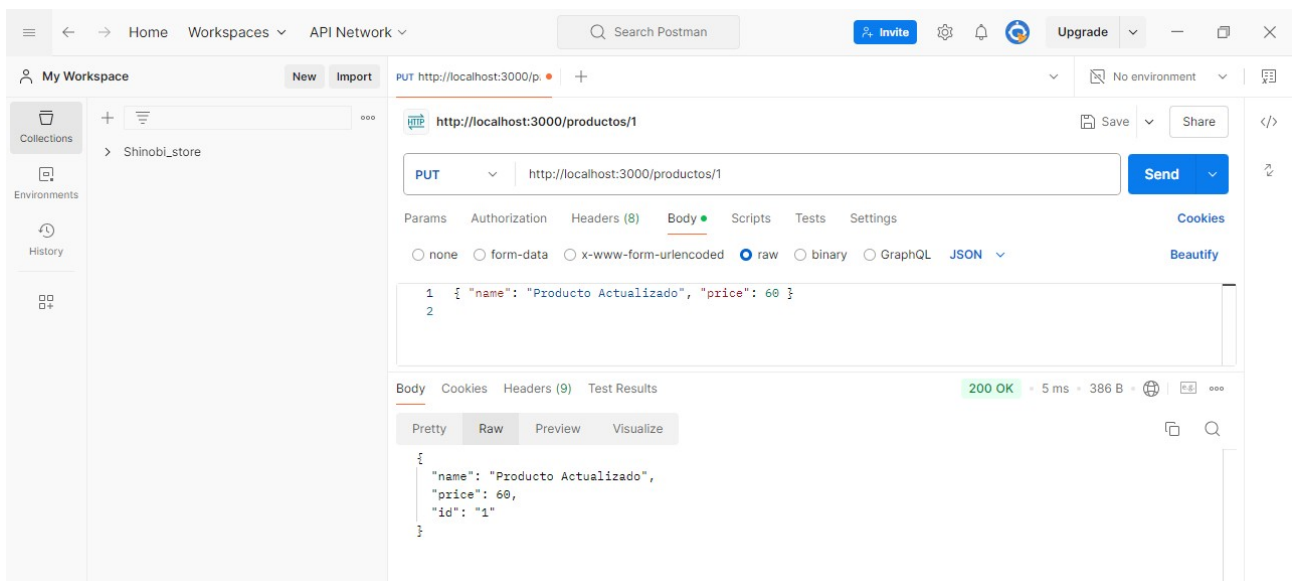 Home Workspaces API Network Search Postman Invite Upgrade
My Workspace New Import PUT http://localhost:3000/p. No environment
Collections
Environments
History
Shinobi_store
HTTP http://localhost:3000/productos/1 Save Share
PUT http://localhost:3000/productos/1 Send
Params Authorization Headers (8) Body Scripts Tests Settings Cookies
none form-data x-www-form-urlencoded raw binary GraphQL JSON Beautify
1 { "name": "Producto Actualizado", "price": 60 }
2
Body Cookies Headers (9) Test Results 200 OK 5 ms 386 B e.g.
Pretty Raw Preview Visualize
{
"name": "Producto Actualizado",
"price": 60,
"id": "1"
}